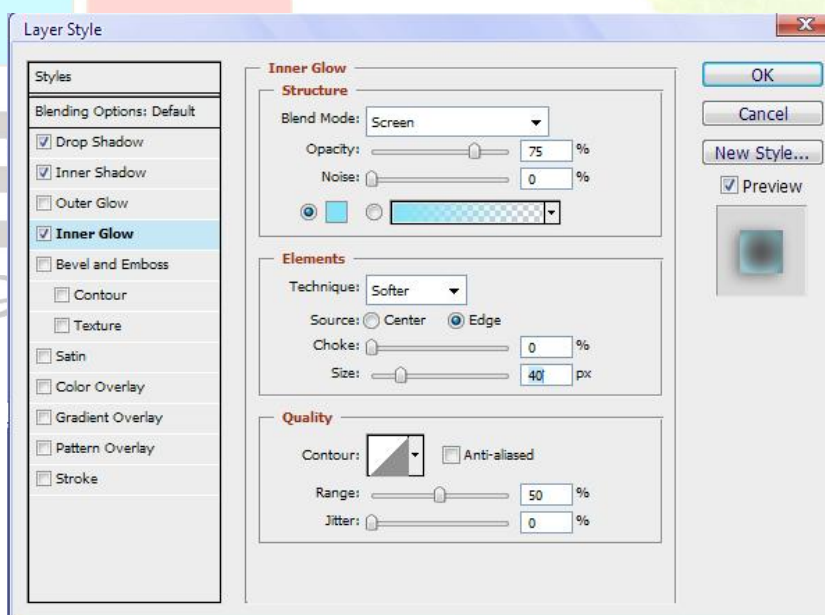 Layer Style
X
Styles
Blending Options: Default
Drop Shadow
Inner Shadow
Outer Glow
Inner Glow
Bevel and Emboss
Contour
Texture
Satin
Color Overlay
Gradient Overlay
Pattern Overlay
Stroke
Inner Glow
Structure
Blend Mode: Screen
Opacity: 75 %
Noise: 0 %
Elements
Technique: Softer
Source: Center Edge
Choke: 0 %
Size: 40 px
Quality
Contour: Anti-aliased
Range: 50 %
Jitter: 0 %
OK
Cancel
New Style...
Preview